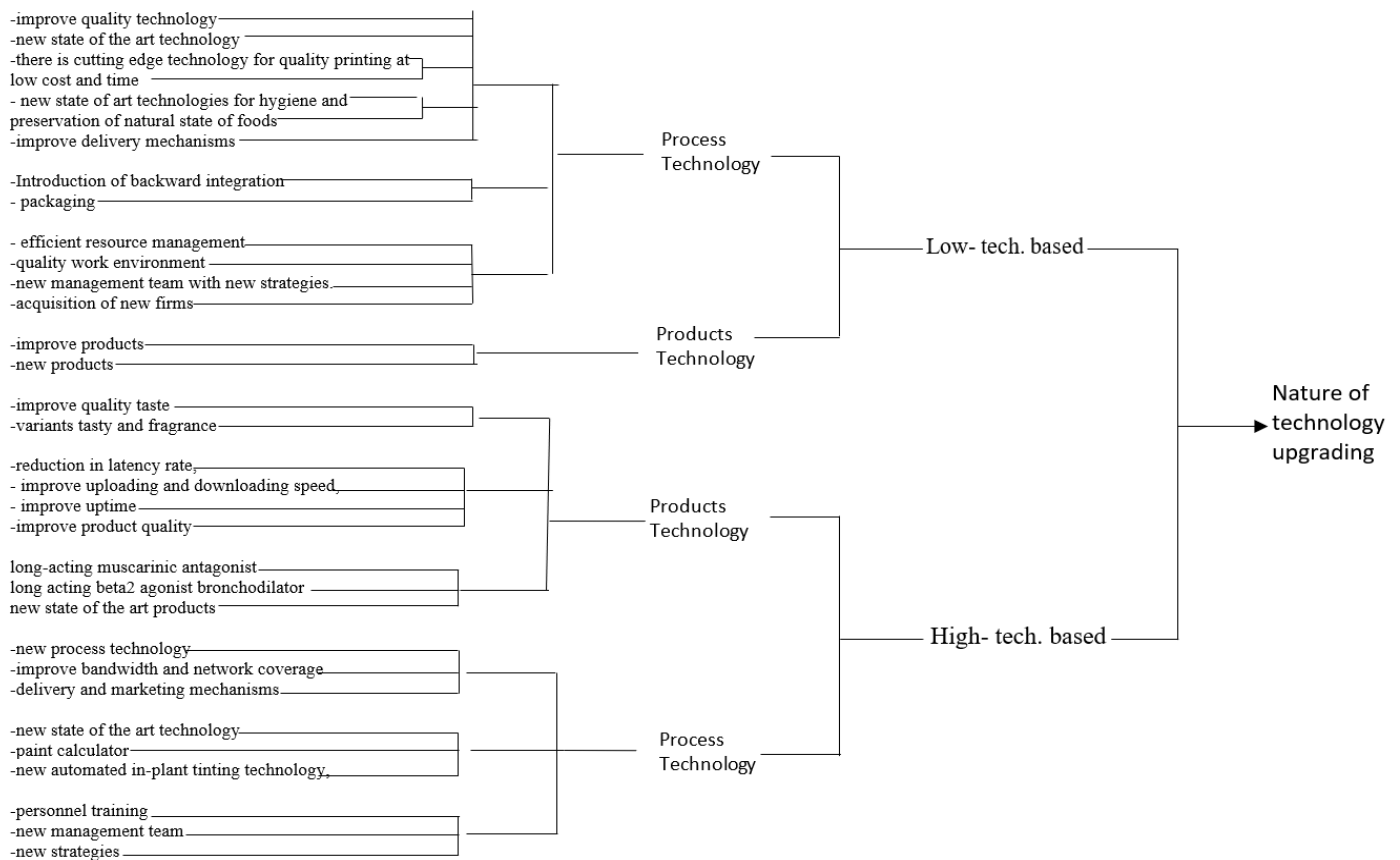 -improve quality technology
-new state of the art technology
-there is cutting edge technology for quality printing at
low cost and time
- new state of art technologies for hygiene and
preservation of natural state of foods
-improve delivery mechanisms
-Introduction of backward integration
- packaging
- efficient resource management
-quality work environment
-new management team with new strategies.
-acquisition of new firms
-improve products
-new products
-improve quality taste
-variants tasty and fragrance
-reduction in latency rate,
- improve uploading and downloading speed,
- improve uptime
-improve product quality
long-acting muscarinic antagonist
long acting beta2 agonist bronchodilator
new state of the art products
-new process technology
-improve bandwidth and network coverage
-delivery and marketing mechanisms
-new state of the art technology
-paint calculator
-new automated in-plant tinting technology,
-personnel training
-new management team
-new strategies
Process
Technology
Products
Technology
Products
Technology
Process
Technology
Low- tech. based
High- tech. based
Nature of
technology
upgrading